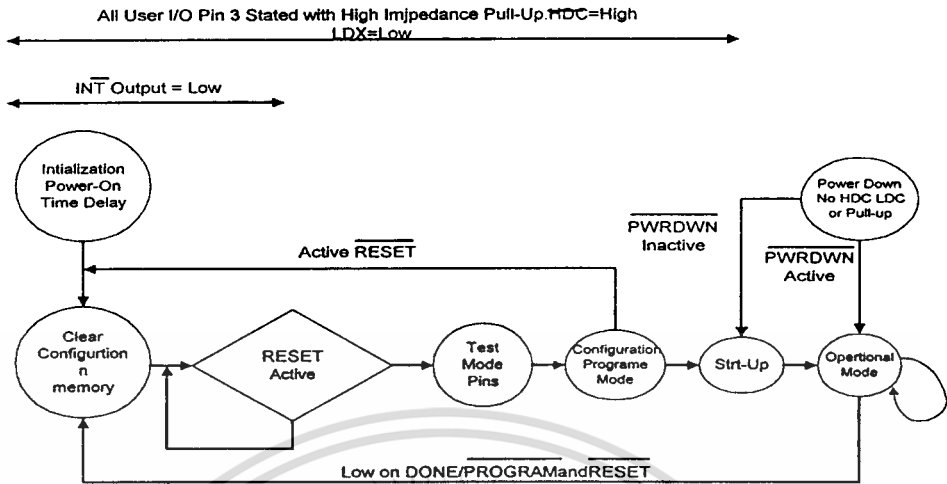 All User I/O Pin 3 Stated with High Imjpedance Pull-Up.HDC=High
LDX=Low
INT Output = Low
Intialization
Power-On
Time Delay
Power Down
No HDC LDC
or Pull-up
PWRDWN
Inactive
PWRDWN
Active
Active RESET
Clear
Configurtion
n
memory
RESET
Active
Test
Mode
Pins
Configuration
Programe
Mode
Strt-Up
Opertional
Mode
Low on DONE/PROGRAMandRESET